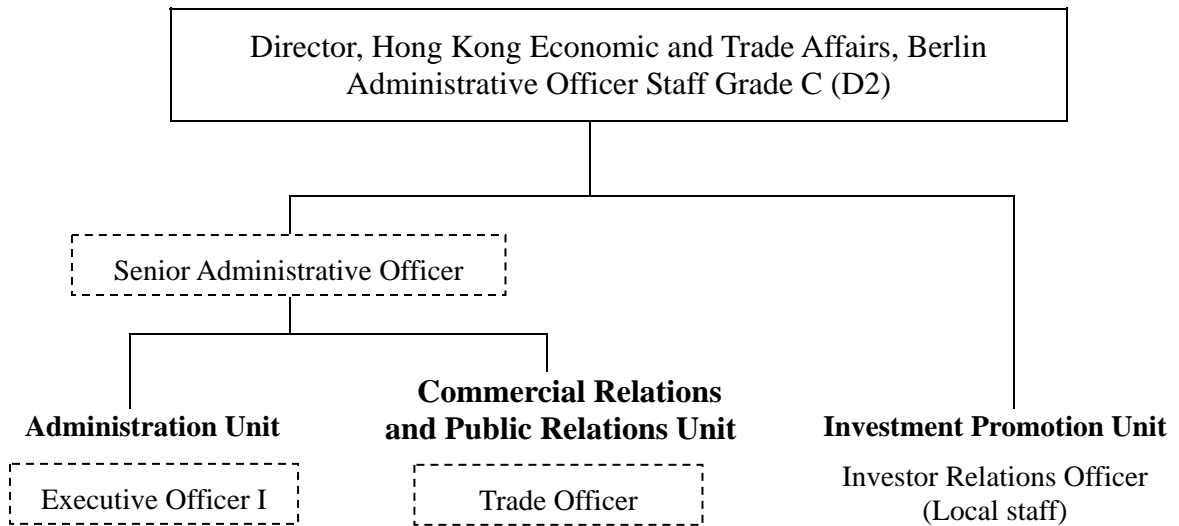 Director, Hong Kong Economic and Trade Affairs, Berlin
Administrative Officer Staff Grade C (D2)
Senior Administrative Officer
Administration Unit
Executive Officer I
Commercial Relations
and Public Relations Unit
Trade Officer
Investment Promotion Unit
Investor Relations Officer
(Local staff)